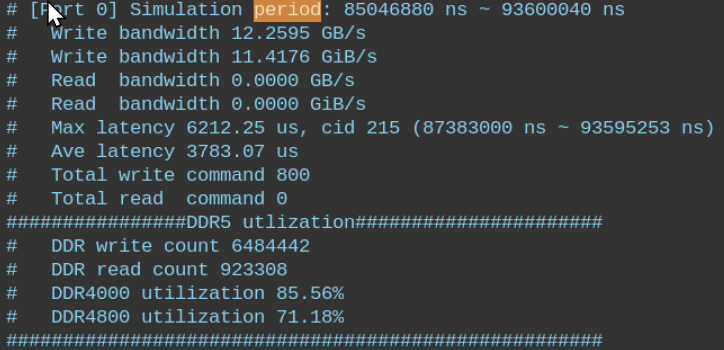 # [Port 0] Simulation period: 85046880 ns ~ 93600040 ns
#   Write bandwidth 12.2595 GB/s
#   Write bandwidth 11.4176 GiB/s
#   Read  bandwidth 0.0000 GB/s
#   Read  bandwidth 0.0000 GiB/s
#   Max latency 6212.25 us, cid 215 (87383000 ns ~ 93595253 ns)
#   Ave latency 3783.07 us
#   Total write command 800
#   Total read  command 0
################DDR5 utlization######################
#   DDR write count 6484442
#   DDR read count 923308
#   DDR4000 utilization 85.56%
#   DDR4800 utilization 71.18%
#####################################################